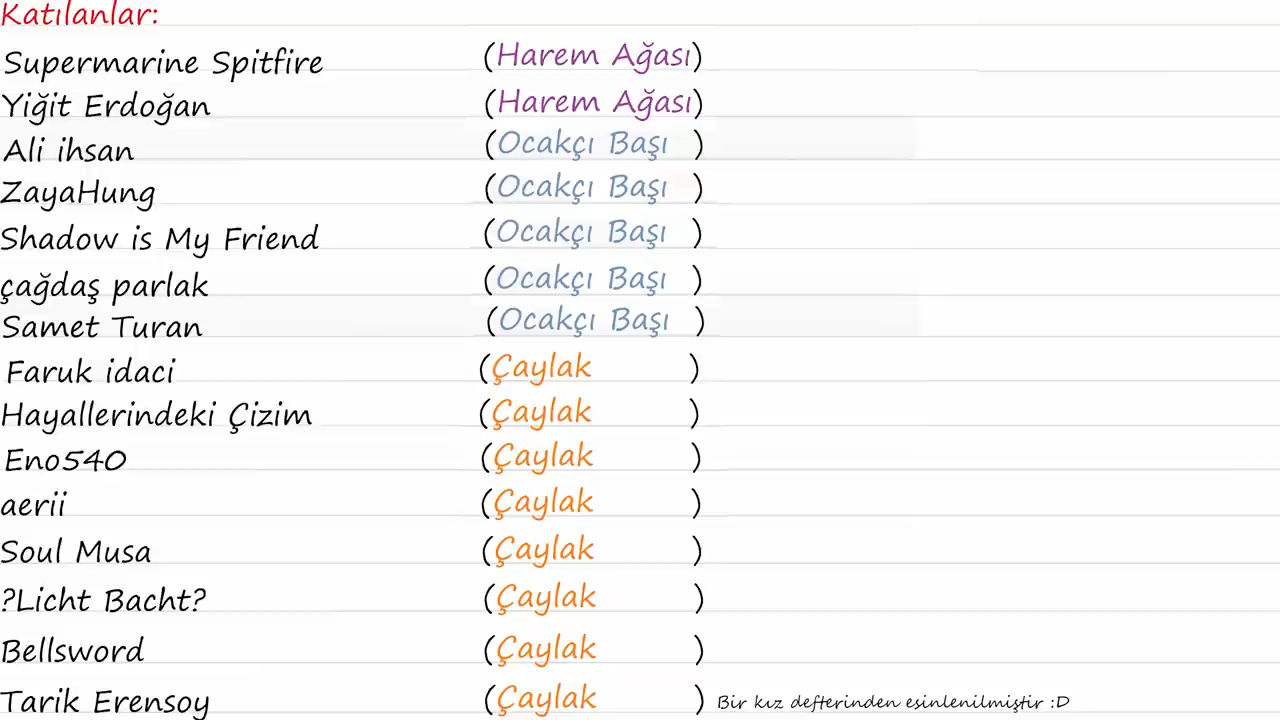 Katılanlar:
Supermarine Spitfire (Harem Ağası)
Yiğit Erdoğan (Harem Ağası)
Ali ihsan (Ocakçı Başı )
ZayaHung (Ocakçı Başı )
Shadow is My Friend (Ocakçı Başı )
çağdaş parlak (Ocakçı Başı )
Samet Turan (Ocakçı Başı )
Faruk idaci (Çaylak )
Hayallerindeki Çizim (Çaylak )
Eno540 (Çaylak )
aerii (Çaylak )
Soul Musa (Çaylak )
?Licht Bacht? (Çaylak )
Bellsword (Çaylak )
Tarik Erensoy (Çaylak ) Bir kız defterinden esinlenilmiştir :D